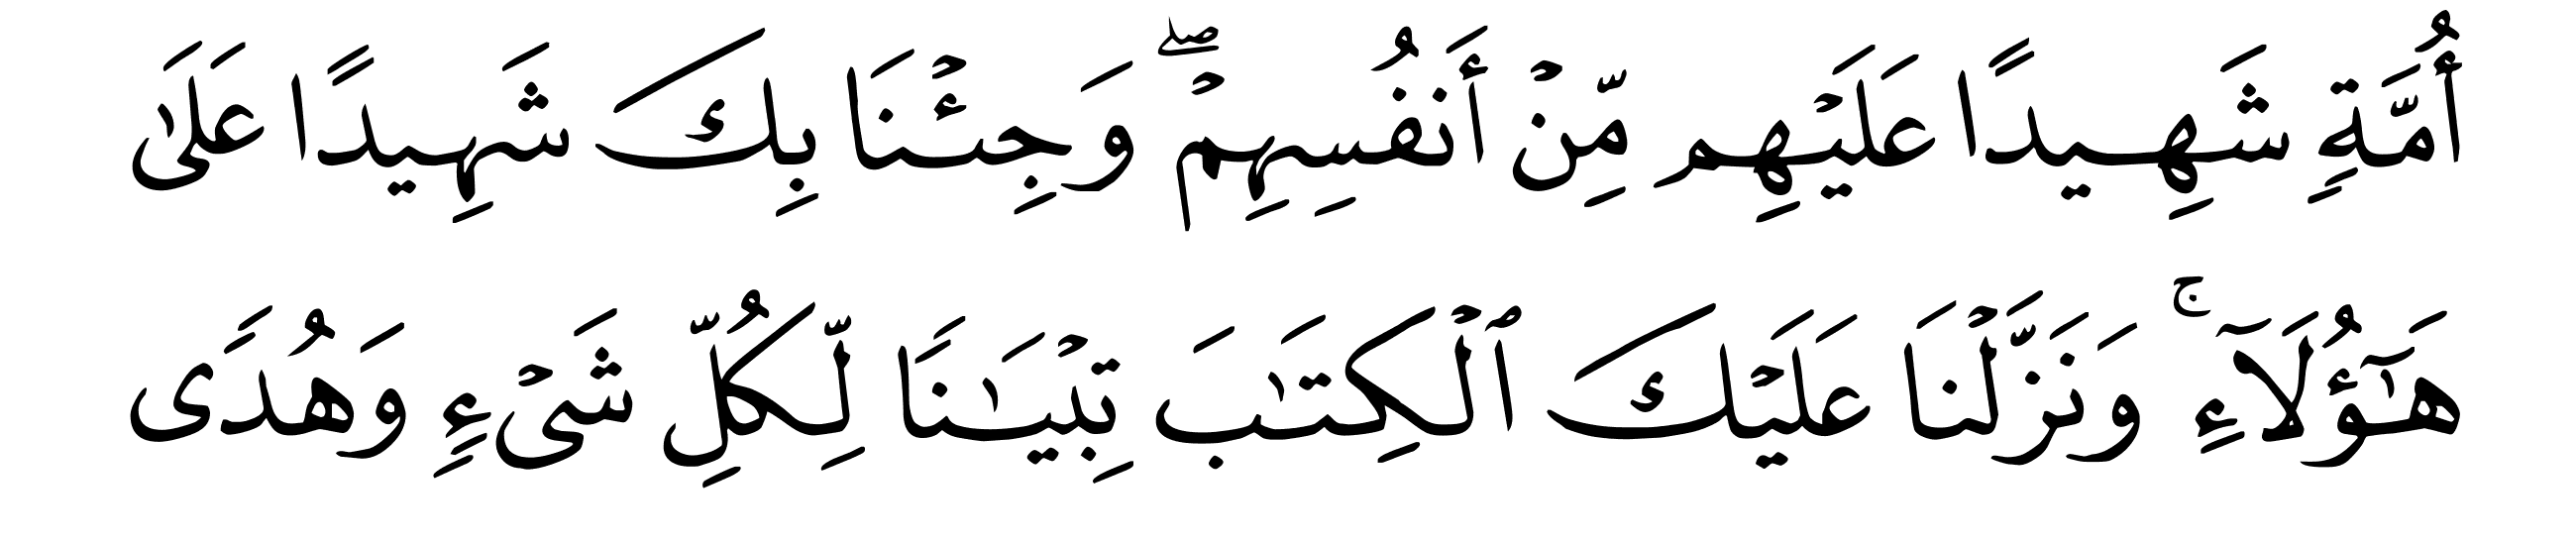 أُمَّةٍۢ شَهِيدًا عَلَيْهِم مِّنْ أَنفُسِهِمْ ۖ وَجِئْنَا بِكَ شَهِيدًا عَلَىٰ
هَـٰٓؤُلَآءِ ۚ وَنَزَّلْنَا عَلَيْكَ ٱلْكِتَـٰبَ تِبْيَـٰنًا لِّكُلِّ شَىْءٍ وَهُدًى